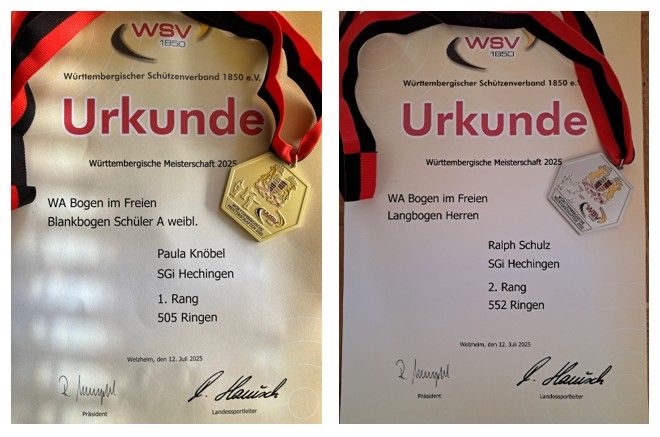 WSV
1850
Württembergischer Schützenverband 1850 e.V.
Urkunde
Württembergische Meisterschaft 2025
WA Bogen im Freien
Blankbogen Schüler A weibl.
Paula Knöbel
SGi Hechingen
1. Rang
505 Ringen
Welzheim, den 12. Juli 2025
Präsident
Landessportleiter
WSV
WSV
1850
Württembergischer Schützenverband 1850 e.V.
Urkunde
Württembergische Meisterschaft 2025
WA Bogen im Freien
Langbogen Herren
Ralph Schulz
SGi Hechingen
2. Rang
552 Ringen
Welzheim, den 12. Juli 2025
Präsident
Landessportleiter
WSV